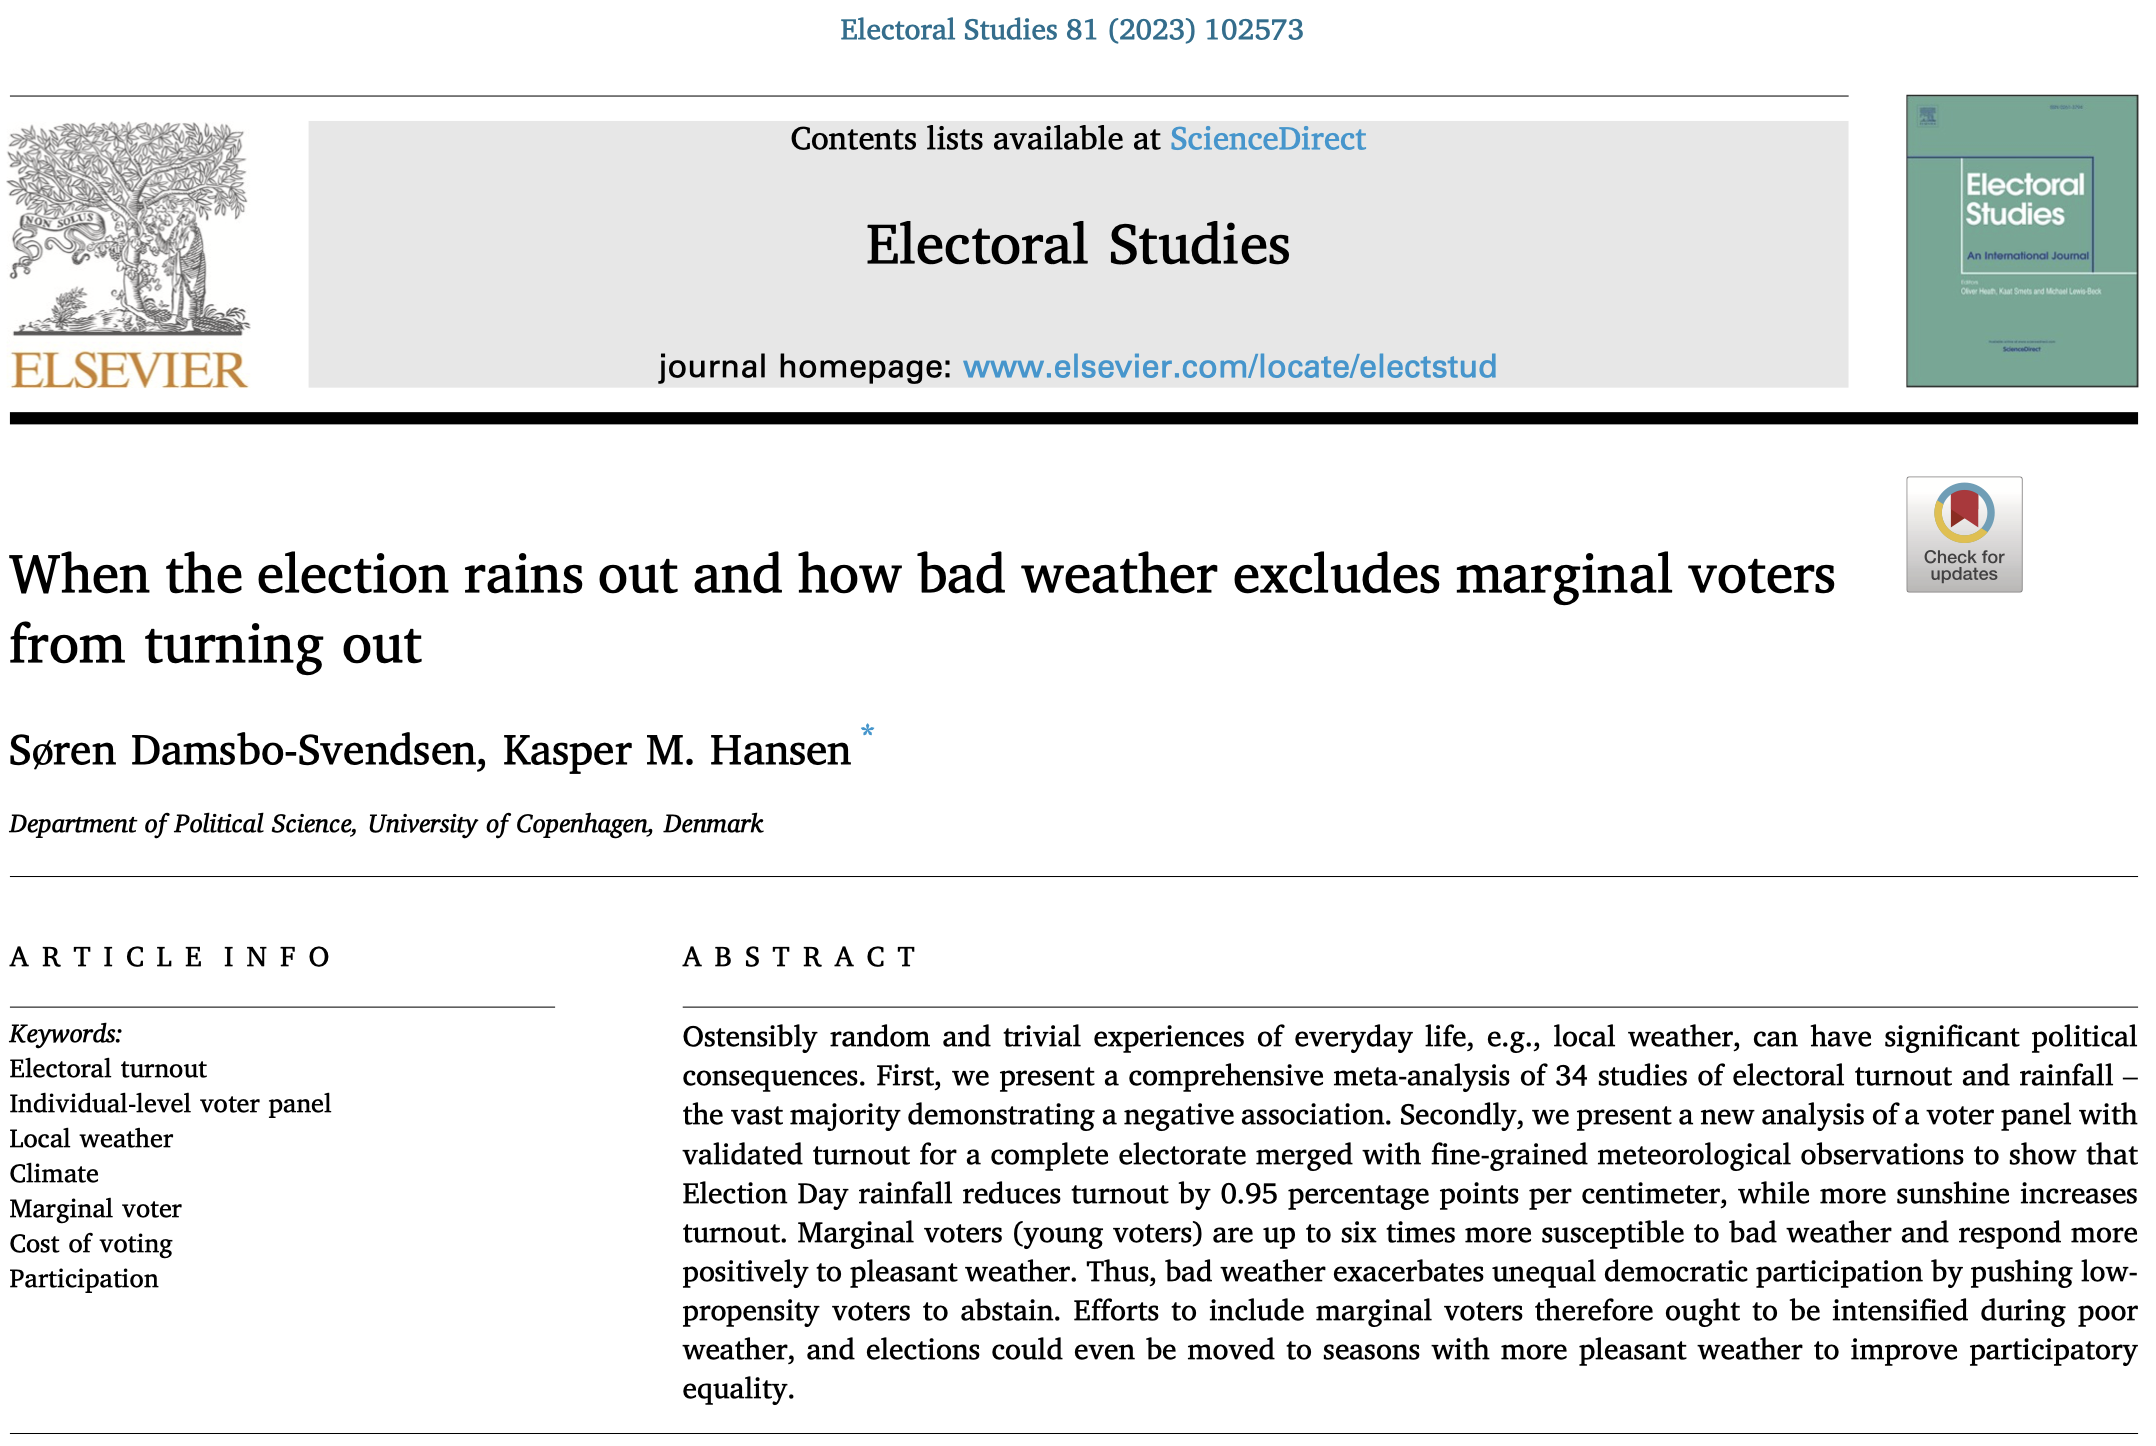 Electoral Studies 81 (2023) 102573
Contents lists available at ScienceDirect
Electoral Studies
journal homepage: www.elsevier.com/locate/electstud
NON SOLUS
ELSEVIER
Electoral
Studies
An International Journal
Editors
Oliver Heath, Kaat Smets and Michael Lewis-Beck
ScienceDirect
Check for
updates
When the election rains out and how bad weather excludes marginal voters
from turning out
Søren Damsbo-Svendsen, Kasper M. Hansen *
Department of Political Science, University of Copenhagen, Denmark
ARTICLE INFO
Keywords:
Electoral turnout
Individual-level voter panel
Local weather
Climate
Marginal voter
Cost of voting
Participation
ABSTRACT
Ostensibly random and trivial experiences of everyday life, e.g., local weather, can have significant political
consequences. First, we present a comprehensive meta-analysis of 34 studies of electoral turnout and rainfall –
the vast majority demonstrating a negative association. Secondly, we present a new analysis of a voter panel with
validated turnout for a complete electorate merged with fine-grained meteorological observations to show that
Election Day rainfall reduces turnout by 0.95 percentage points per centimeter, while more sunshine increases
turnout. Marginal voters (young voters) are up to six times more susceptible to bad weather and respond more
positively to pleasant weather. Thus, bad weather exacerbates unequal democratic participation by pushing low-
propensity voters to abstain. Efforts to include marginal voters therefore ought to be intensified during poor
weather, and elections could even be moved to seasons with more pleasant weather to improve participatory
equality.